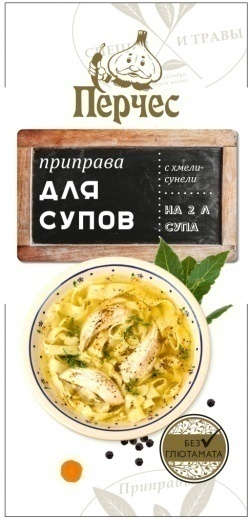 СПЕЦИИ И ТРАВЫ
Перчес
приправа
ДЛЯ
СУПОВ
с хмели-
сунели
НА 2 Л
СУПА
БЕЗ
ГЛЮТАМАТА
Приправа